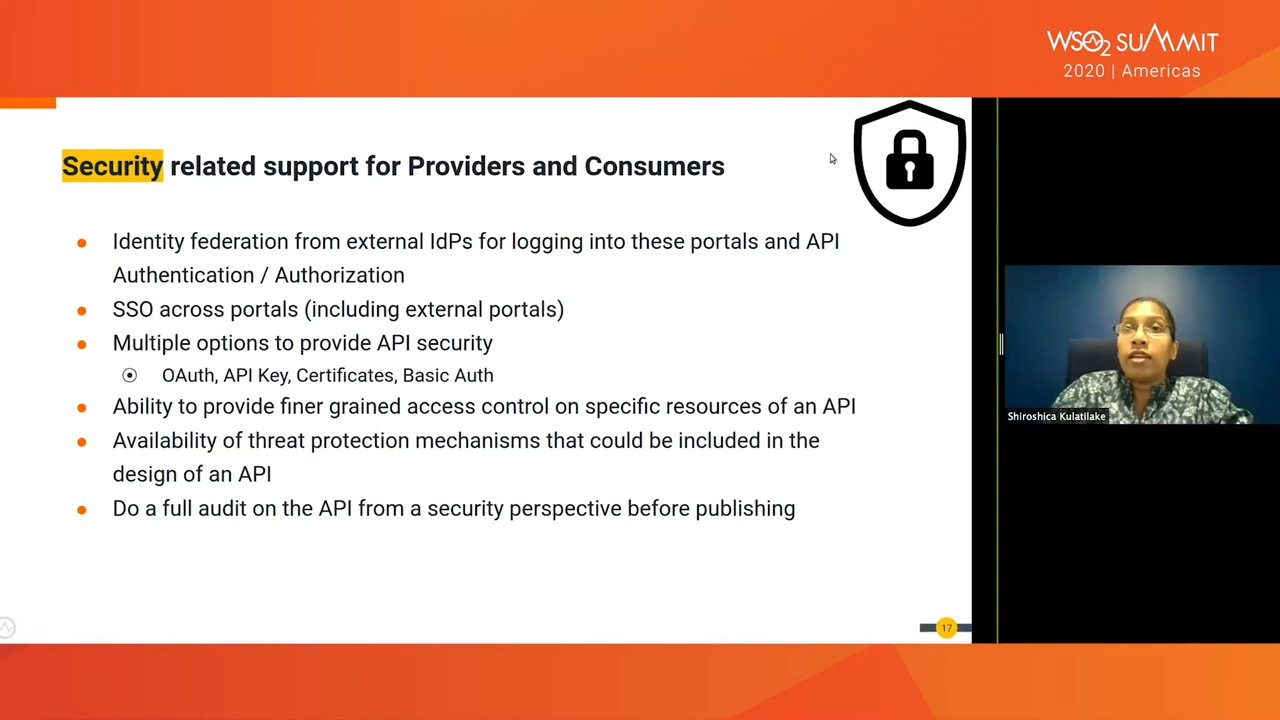 WSO2 SUMMIT
2020 | Americas
Security related support for Providers and Consumers
Identity federation from external IdPs for logging into these portals and API
Authentication / Authorization
SSO across portals (including external portals)
Multiple options to provide API security
OAuth, API Key, Certificates, Basic Auth
Ability to provide finer grained access control on specific resources of an API
Availability of threat protection mechanisms that could be included in the
design of an API
Do a full audit on the API from a security perspective before publishing
17
Shiroshica Kulatilake